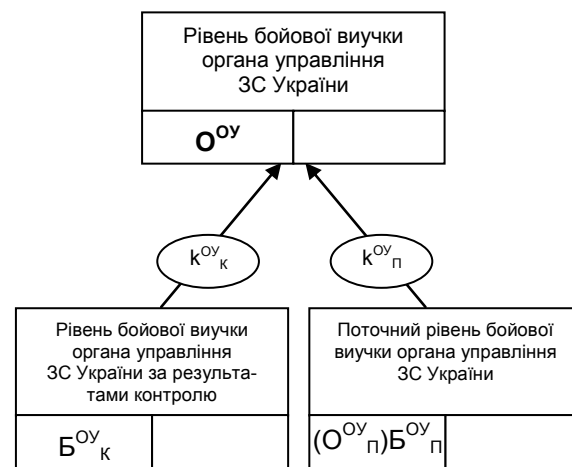 Рівень бойової виучки
органа управління
ЗС України
О^ОУ
k^ОУ_К
k^ОУ_П
Рівень бойової виучки
органа управління
ЗС України за результа-
тами контролю
Б^ОУ_К
Поточний рівень бойової
виучки органа управління
ЗС України
(О^ОУ_П)Б^ОУ_П